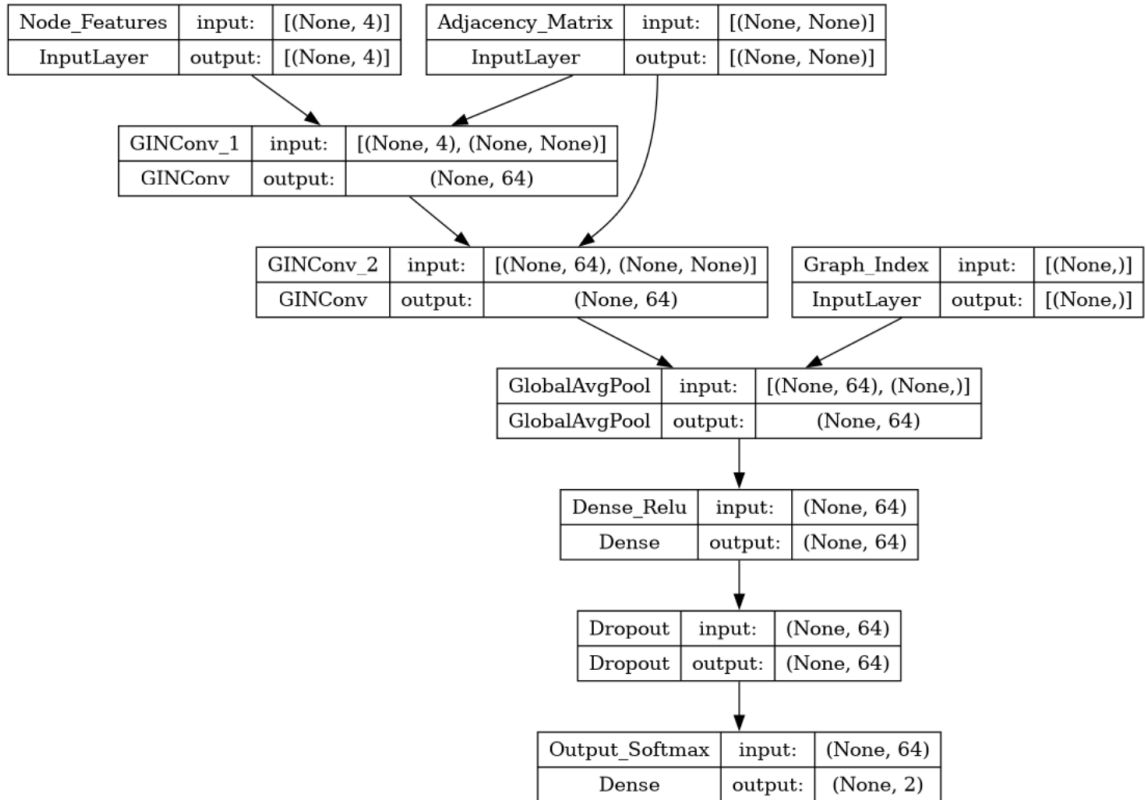 Node_Features input: [(None, 4)]
InputLayer output: [(None, 4)]
Adjacency_Matrix input: [(None, None)]
InputLayer output: [(None, None)]
GINConv_1 input: [(None, 4), (None, None)]
GINConv output: (None, 64)
GINConv_2 input: [(None, 64), (None, None)]
GINConv output: (None, 64)
Graph_Index input: [(None,)]
InputLayer output: [(None,)]
GlobalAvgPool input: [(None, 64), (None,)]
GlobalAvgPool output: (None, 64)
Dense_Relu input: (None, 64)
Dense output: (None, 64)
Dropout input: (None, 64)
Dropout output: (None, 64)
Output_Softmax input: (None, 64)
Dense output: (None, 2)